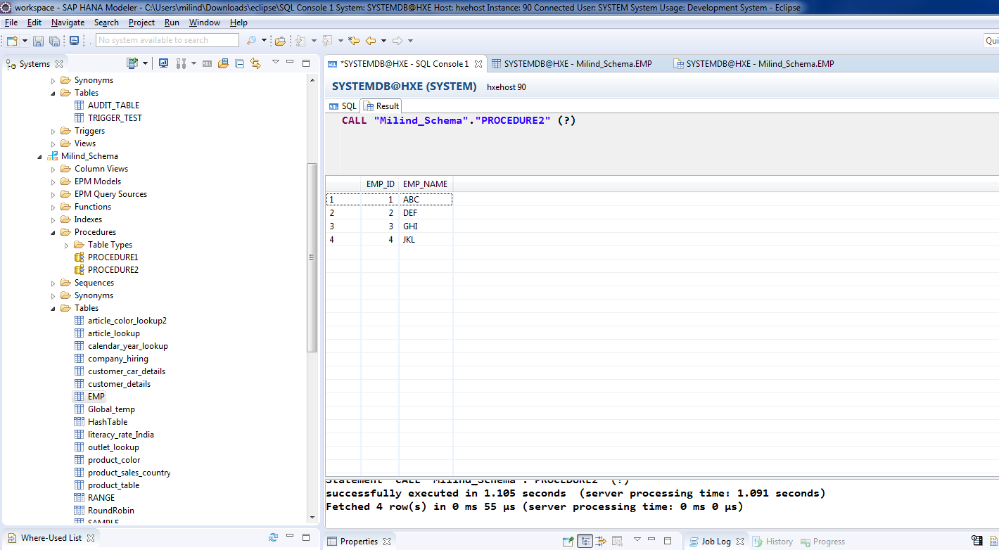 workspace - SAP HANA Modeler - C:\Users\milind\Downloads\eclipse\SQL Console 1 System: SYSTEMDB@HXE Host: hxehost Instance: 90 Connected User: SYSTEM System Usage: Development System - Eclipse
File Edit Navigate Search Project Run Window Help
No system available to search
Qui
Systems
SQL
Synonyms
Tables
AUDIT_TABLE
TRIGGER_TEST
Triggers
Views
Milind_Schema
Column Views
EPM Models
EPM Query Sources
Functions
Indexes
Procedures
Table Types
PROCEDURE1
PROCEDURE2
Sequences
Synonyms
Tables
article_color_lookup2
article_lookup
calendar_year_lookup
company_hiring
customer_car_details
customer_details
EMP
Global_temp
HashTable
literacy_rate_India
outlet_lookup
product_color
product_sales_country
product_table
RANGE
RoundRobin
SAMPLE
Where-Used List
SQL *SYSTEMDB@HXE - SQL Console 1 SYSTEMDB@HXE - Milind_Schema.EMP SYSTEMDB@HXE - Milind_Schema.EMP
SYSTEMDB@HXE (SYSTEM) hxehost 90
SQL SQL Result
CALL "Milind_Schema"."PROCEDURE2" (?)
EMP_ID EMP_NAME
1 1 ABC
2 2 DEF
3 3 GHI
4 4 JKL
Statement 'CALL "Milind_Schema"."PROCEDURE2" (?)'
successfully executed in 1.105 seconds (server processing time: 1.091 seconds)
Fetched 4 row(s) in 0 ms 55 µs (server processing time: 0 ms 0 µs)
Properties Job Log History Progress